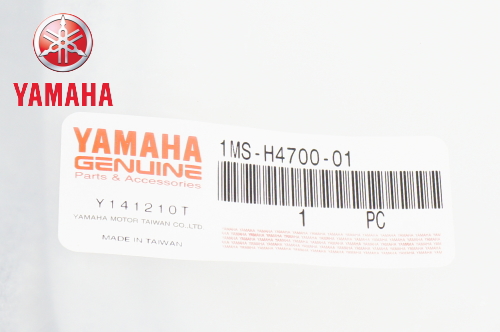 YAMAHA
YAMAHA
GENUINE
Parts & Accessories
Y141210T
YAMAHA MOTOR TAIWAN CO.,LTD.
MADE IN TAIWAN
1MS-H4700-01
1 PC